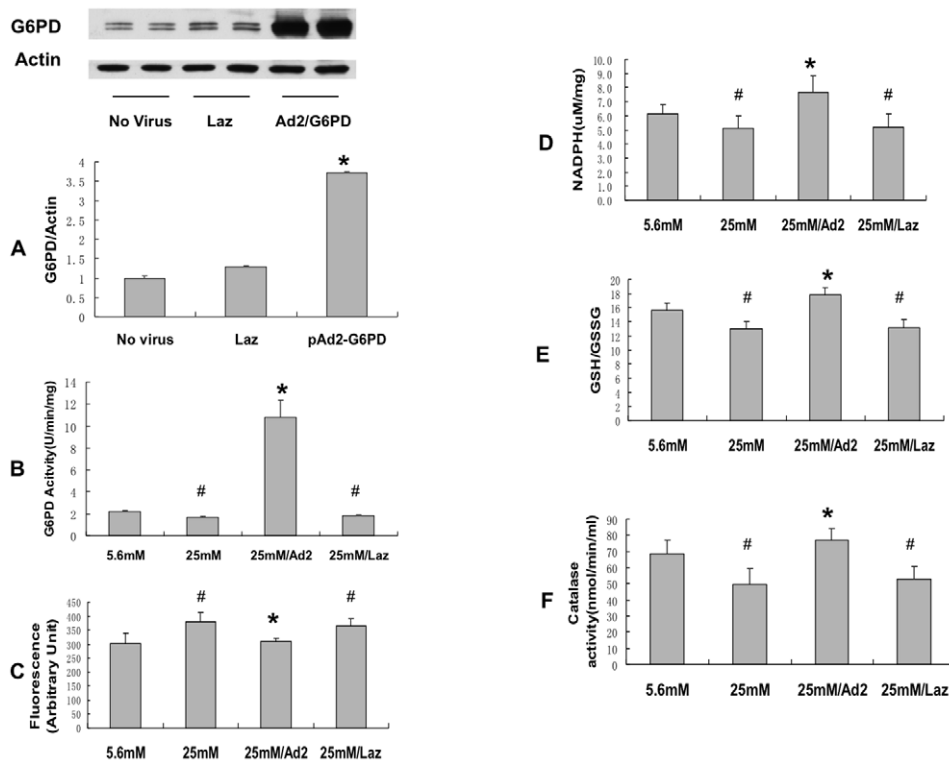 G6PD
Actin
No Virus Laz Ad2/G6PD
A
G6PD/Actin
4
3.5
3
2.5
2
1.5
1
0.5
0
*
No virus Laz pAd2-G6PD
B
G6PD Acitvity(U/min/mg)
14
12
10
8
6
4
2
0
# * #
5.6mM 25mM 25mM/Ad2 25mM/Laz
C
Fluorescence
(Arbitrary Unit)
450
400
350
300
250
200
150
100
50
0
# * #
5.6mM 25mM 25mM/Ad2 25mM/Laz
D
NADPH(uM/mg)
10.0
9.0
8.0
7.0
6.0
5.0
4.0
3.0
2.0
1.0
0.0
# * #
5.6mM 25mM 25mM/Ad2 25mM/Laz
E
GSH/GSSG
20
18
16
14
12
10
8
6
4
2
0
# * #
5.6mM 25mM 25mM/Ad2 25mM/Laz
F
Catalase
activity(nmol/min/ml)
90
80
70
60
50
40
30
20
10
0
# * #
5.6mM 25mM 25mM/Ad2 25mM/Laz